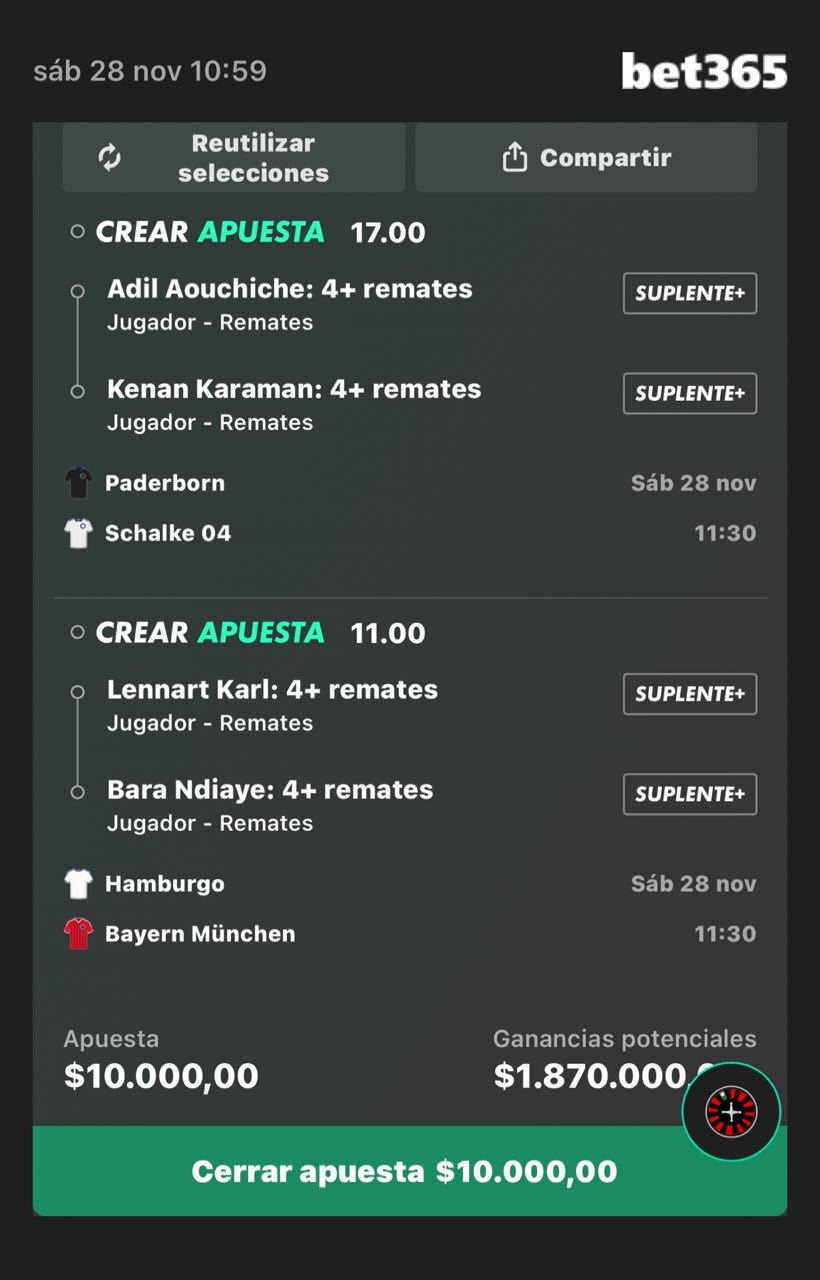 sáb 28 nov 10:59
bet365
Reutilizar
selecciones
Compartir
CREAR APUESTA 17.00
Adil Aouchiche: 4+ remates
SUPLENTE+
Jugador - Remates
Kenan Karaman: 4+ remates
SUPLENTE+
Jugador - Remates
Paderborn
Sáb 28 nov
Schalke 04
11:30
CREAR APUESTA 11.00
Lennart Karl: 4+ remates
SUPLENTE+
Jugador - Remates
Bara Ndiaye: 4+ remates
SUPLENTE+
Jugador - Remates
Hamburgo
Sáb 28 nov
Bayern München
11:30
Apuesta
Ganancias potenciales
$10.000,00
$1.870.000,
Cerrar apuesta $10.000,00